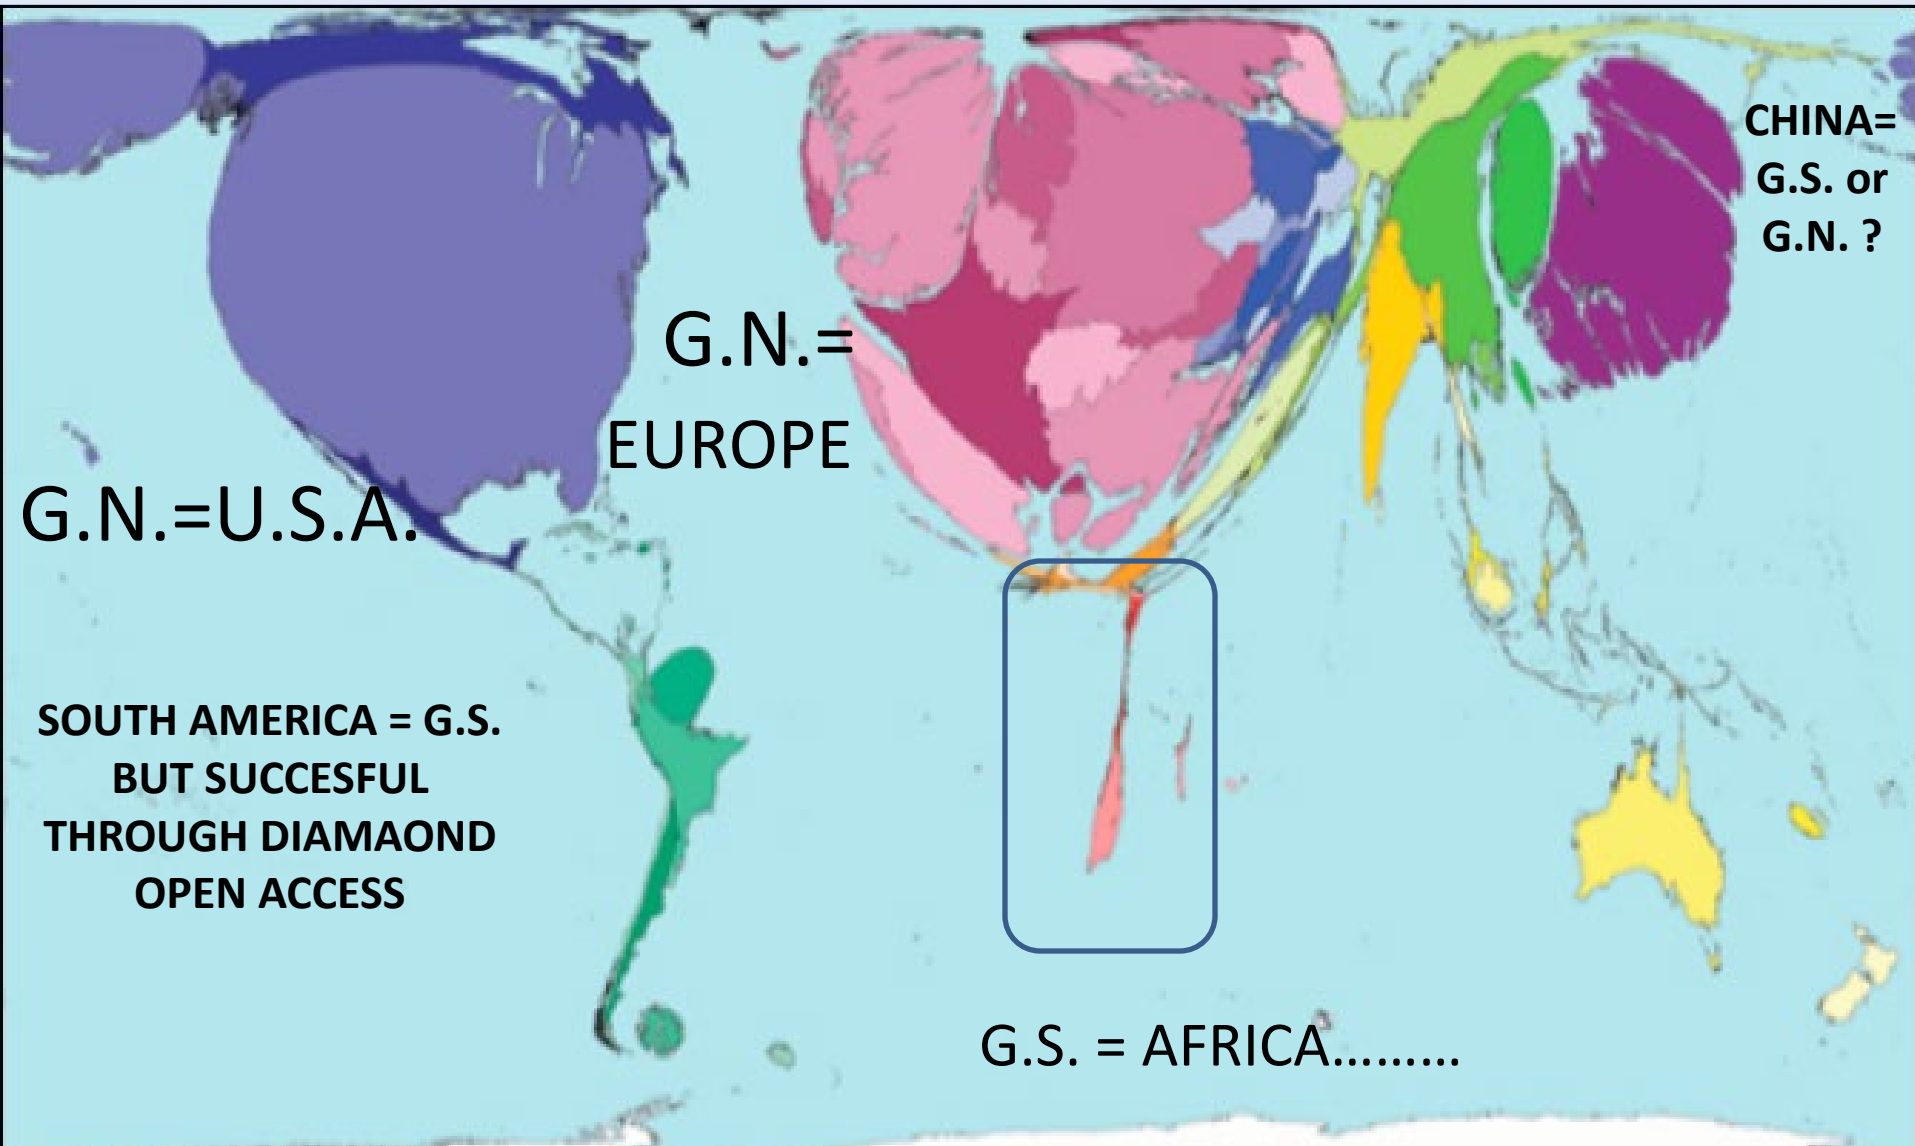 CHINA=
G.S. or
G.N. ?
G.N.=
EUROPE
G.N.=U.S.A.
SOUTH AMERICA = G.S.
BUT SUCCESFUL
THROUGH DIAMAOND
OPEN ACCESS
G.S. = AFRICA………